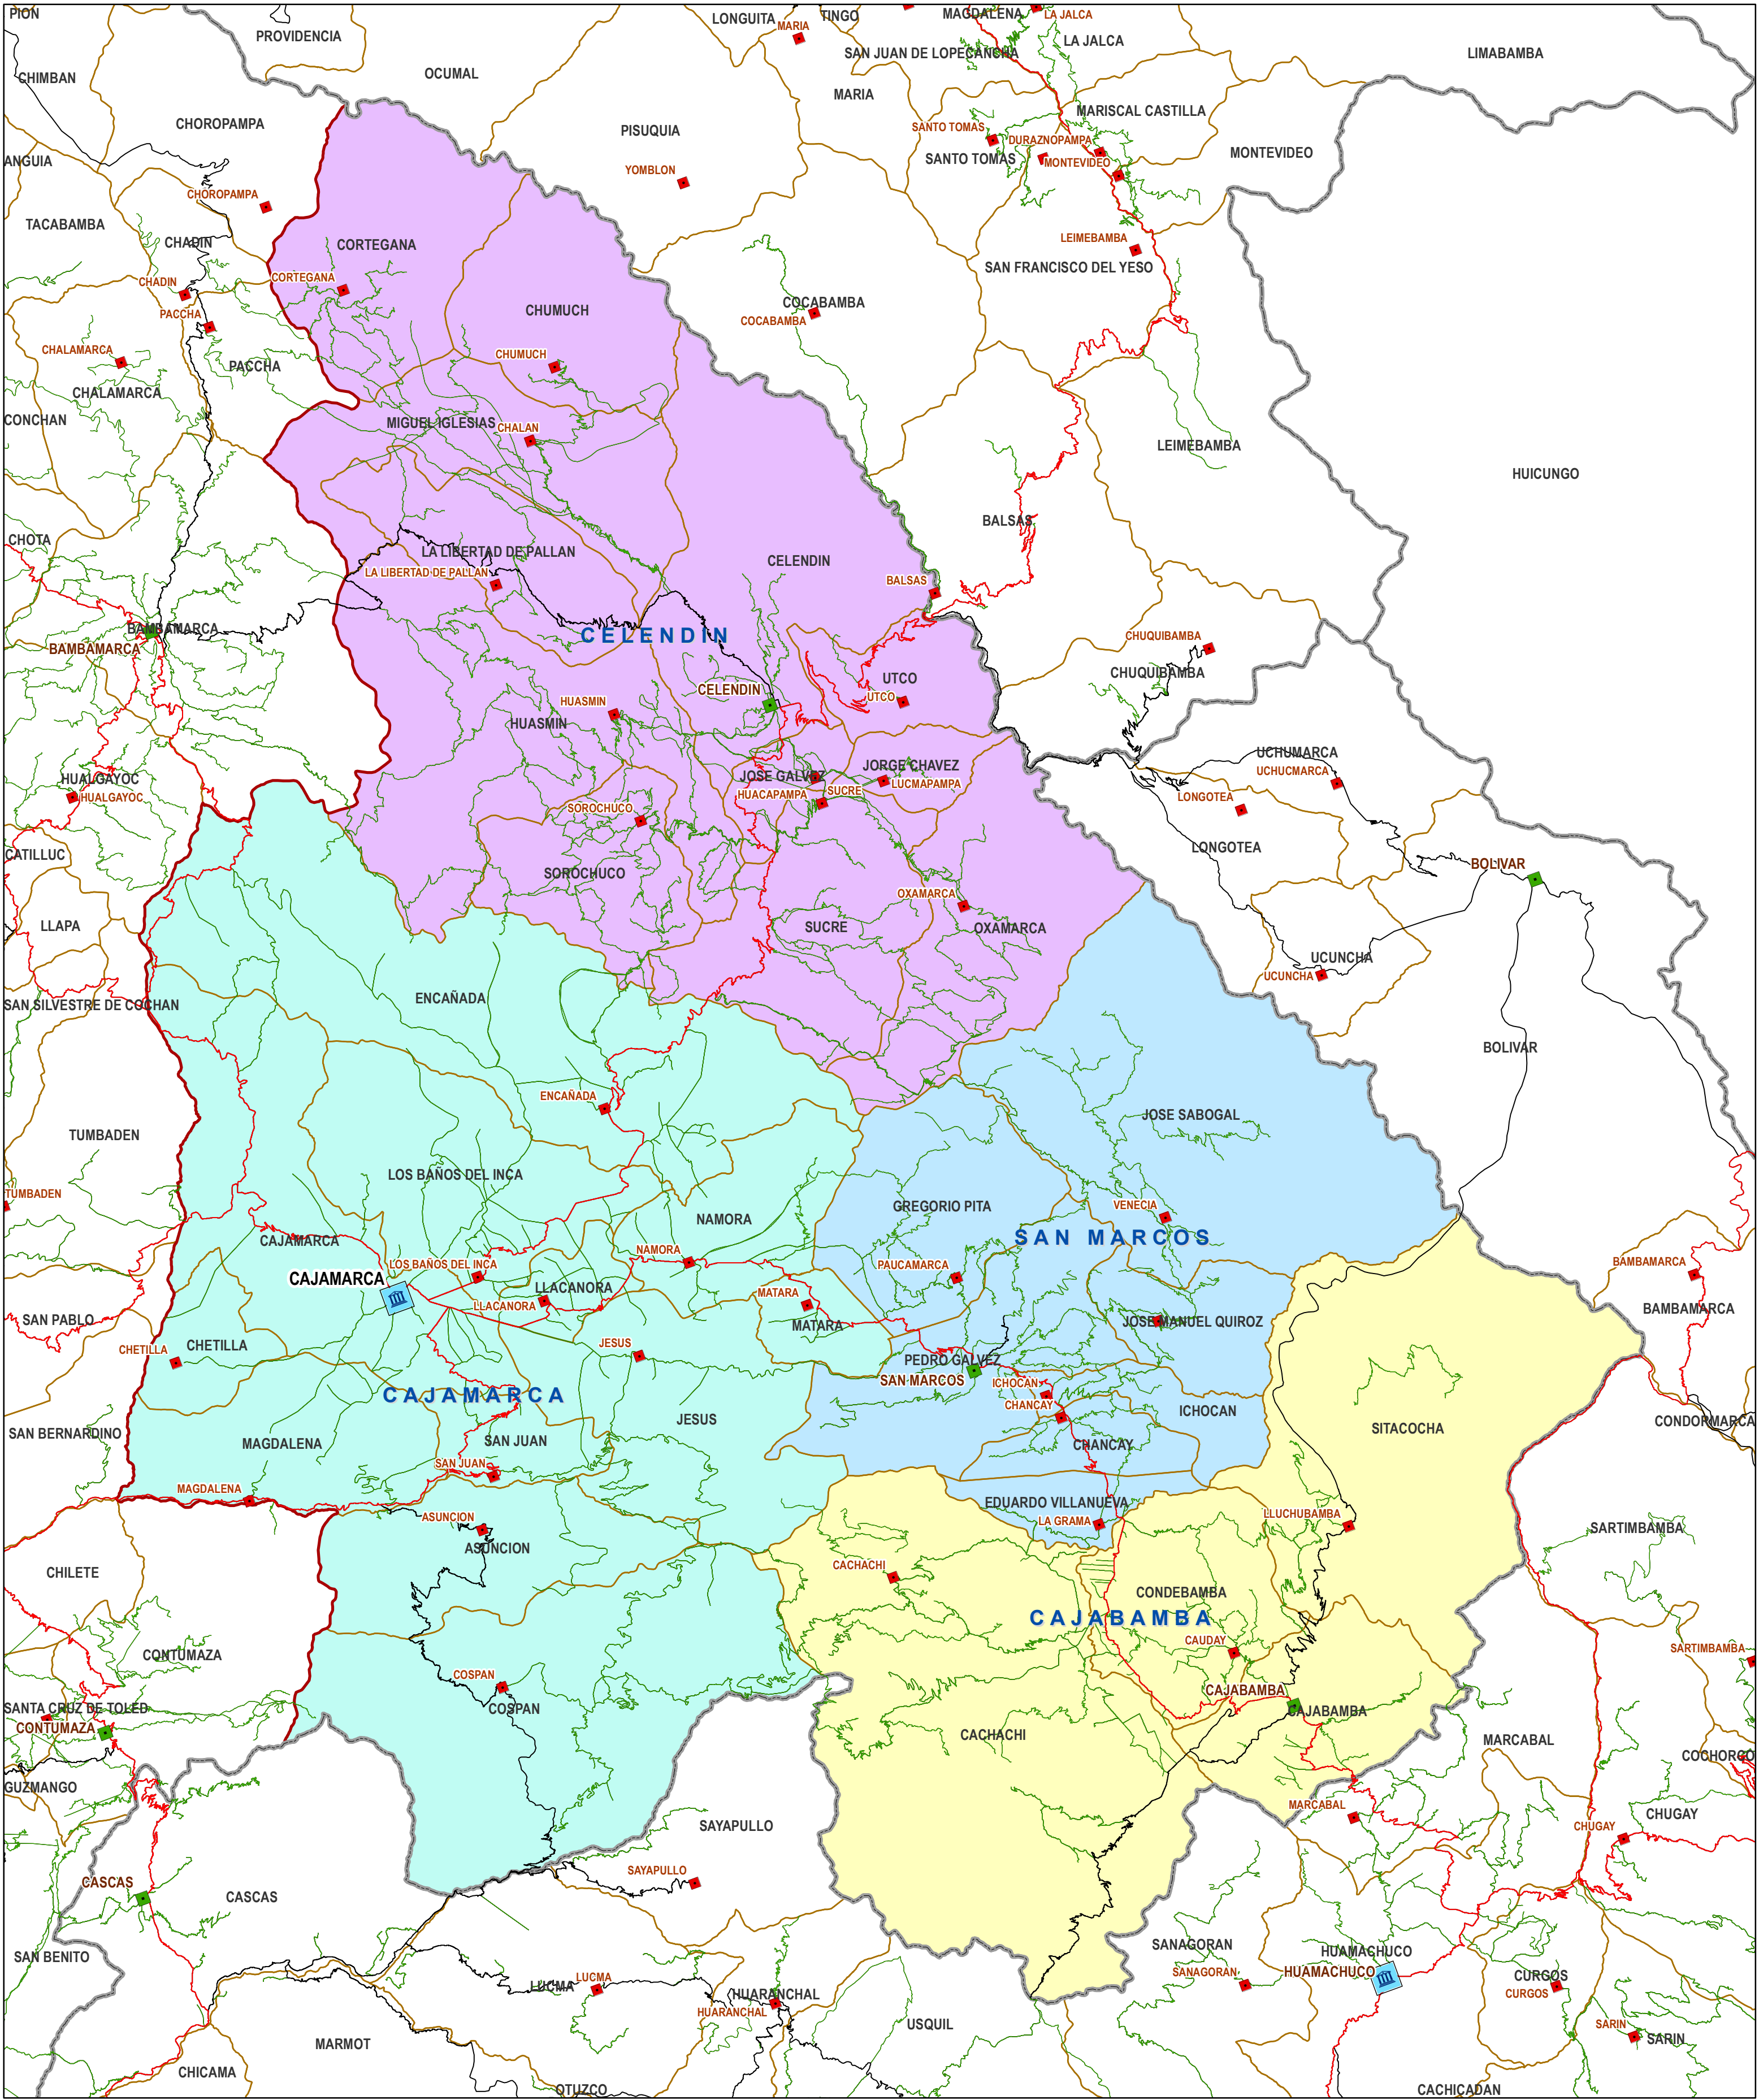 PION
PROVIDENCIA
LONGUITA
TINGO
MARIA
MAGDALENA
LA JALCA
LA JALCA
SAN JUAN DE LOPECANCHA
LIMABAMBA
CHIMBAN
OCUMAL
MARIA
CHOROPAMPA
PISUQUIA
MARISCAL CASTILLA
SANTO TOMAS
DURAZNOPAMPA
ANGUIA
SANTO TOMAS
MONTEVIDEO
MONTEVIDEO
YOMBLON
CHOROPAMPA
TACABAMBA
CHADIN
CORTEGANA
LEIMEBAMBA
SAN FRANCISCO DEL YESO
CHADIN
CORTEGANA
PACCHA
CHUMUCH
COCABAMBA
COCABAMBA
CHALAMARCA
CHUMUCH
PACCHA
CHALAMARCA
CONCHAN
MIGUEL IGLESIAS
CHALAN
LEIMEBAMBA
HUICUNGO
BALSAS
CHOTA
LA LIBERTAD DE PALLAN
CELENDIN
LA LIBERTAD DE PALLAN
BALSAS
BAMBAMARCA
CELENDIN
CHUQUIBAMBA
BAMBAMARCA
CHUQUIBAMBA
UTCO
CELENDIN
UTCO
HUASMIN
HUASMIN
UCHUMARCA
JORGE CHAVEZ
UCHUCMARCA
HUALGAYOC
JOSE GALVEZ
LUCMAPAMPA
HUALGAYOC
HUACAPAMPA
SUCRE
LONGOTEA
SOROCHUCO
LONGOTEA
CATILLUC
BOLIVAR
SOROCHUCO
OXAMARCA
LLAPA
SUCRE
OXAMARCA
UCUNCHA
UCUNCHA
SAN SILVESTRE DE COCHAN
ENCAÑADA
BOLIVAR
ENCAÑADA
JOSE SABOGAL
TUMBADEN
LOS BAÑOS DEL INCA
TUMBADEN
GREGORIO PITA
VENECIA
NAMORA
CAJAMARCA
SAN MARCOS
NAMORA
LOS BAÑOS DEL INCA
PAUCAMARCA
BAMBAMARCA
CAJAMARCA
LLACANORA
MATARA
LLACANORA
BAMBAMARCA
SAN PABLO
MATARA
JOSE MANUEL QUIROZ
CHETILLA
CHETILLA
JESUS
PEDRO GALVEZ
SAN MARCOS
ICHOCAN
CAJAMARCA
CHANCAY
ICHOCAN
JESUS
CONDORMARCA
SAN BERNARDINO
SITACOCHA
MAGDALENA
SAN JUAN
CHANCAY
SAN JUAN
MAGDALENA
EDUARDO VILLANUEVA
ASUNCION
LA GRAMA
LLUCHUBAMBA
SARTIMBAMBA
ASUNCION
CACHACHI
CHILETE
CONDEBAMBA
CAJABAMBA
CAUDAY
SARTIMBAMBA
CONTUMAZA
COSPAN
CAJABAMBA
SANTA CRUZ DE TOLED
COSPAN
CAJABAMBA
CONTUMAZA
CACHACHI
MARCABAL
COCHORCO
GUZMANGO
MARCABAL
CHUGAY
SAYAPULLO
CHUGAY
SAYAPULLO
CASCAS
CASCAS
SANAGORAN
HUAMACHUCO
SAN BENITO
SANAGORAN
HUAMACHUCO
CURGOS
LUCMA
LUCMA
CURGOS
HUARANCHAL
HUARANCHAL
USQUIL
SARIN
SARIN
MARMOT
CHICAMA
OTUZCO
CACHICADAN